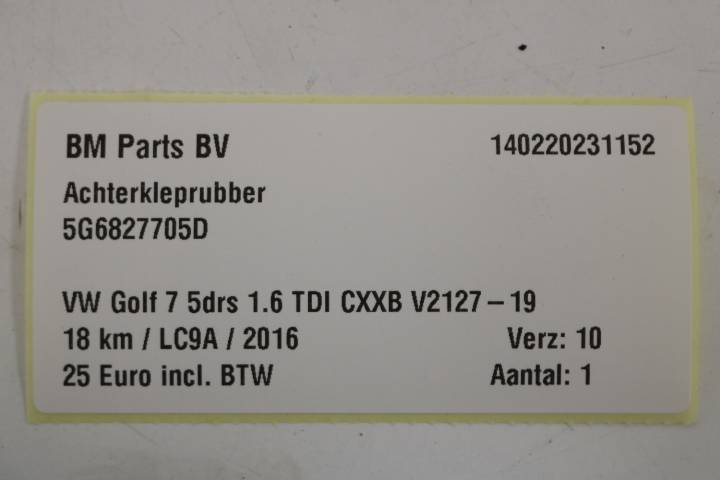 BM Parts BV 140220231152
Achterkleprubber
5G6827705D
VW Golf 7 5drs 1.6 TDI CXXB V2127 – 19
18 km / LC9A / 2016 Verz: 10
25 Euro incl. BTW Aantal: 1